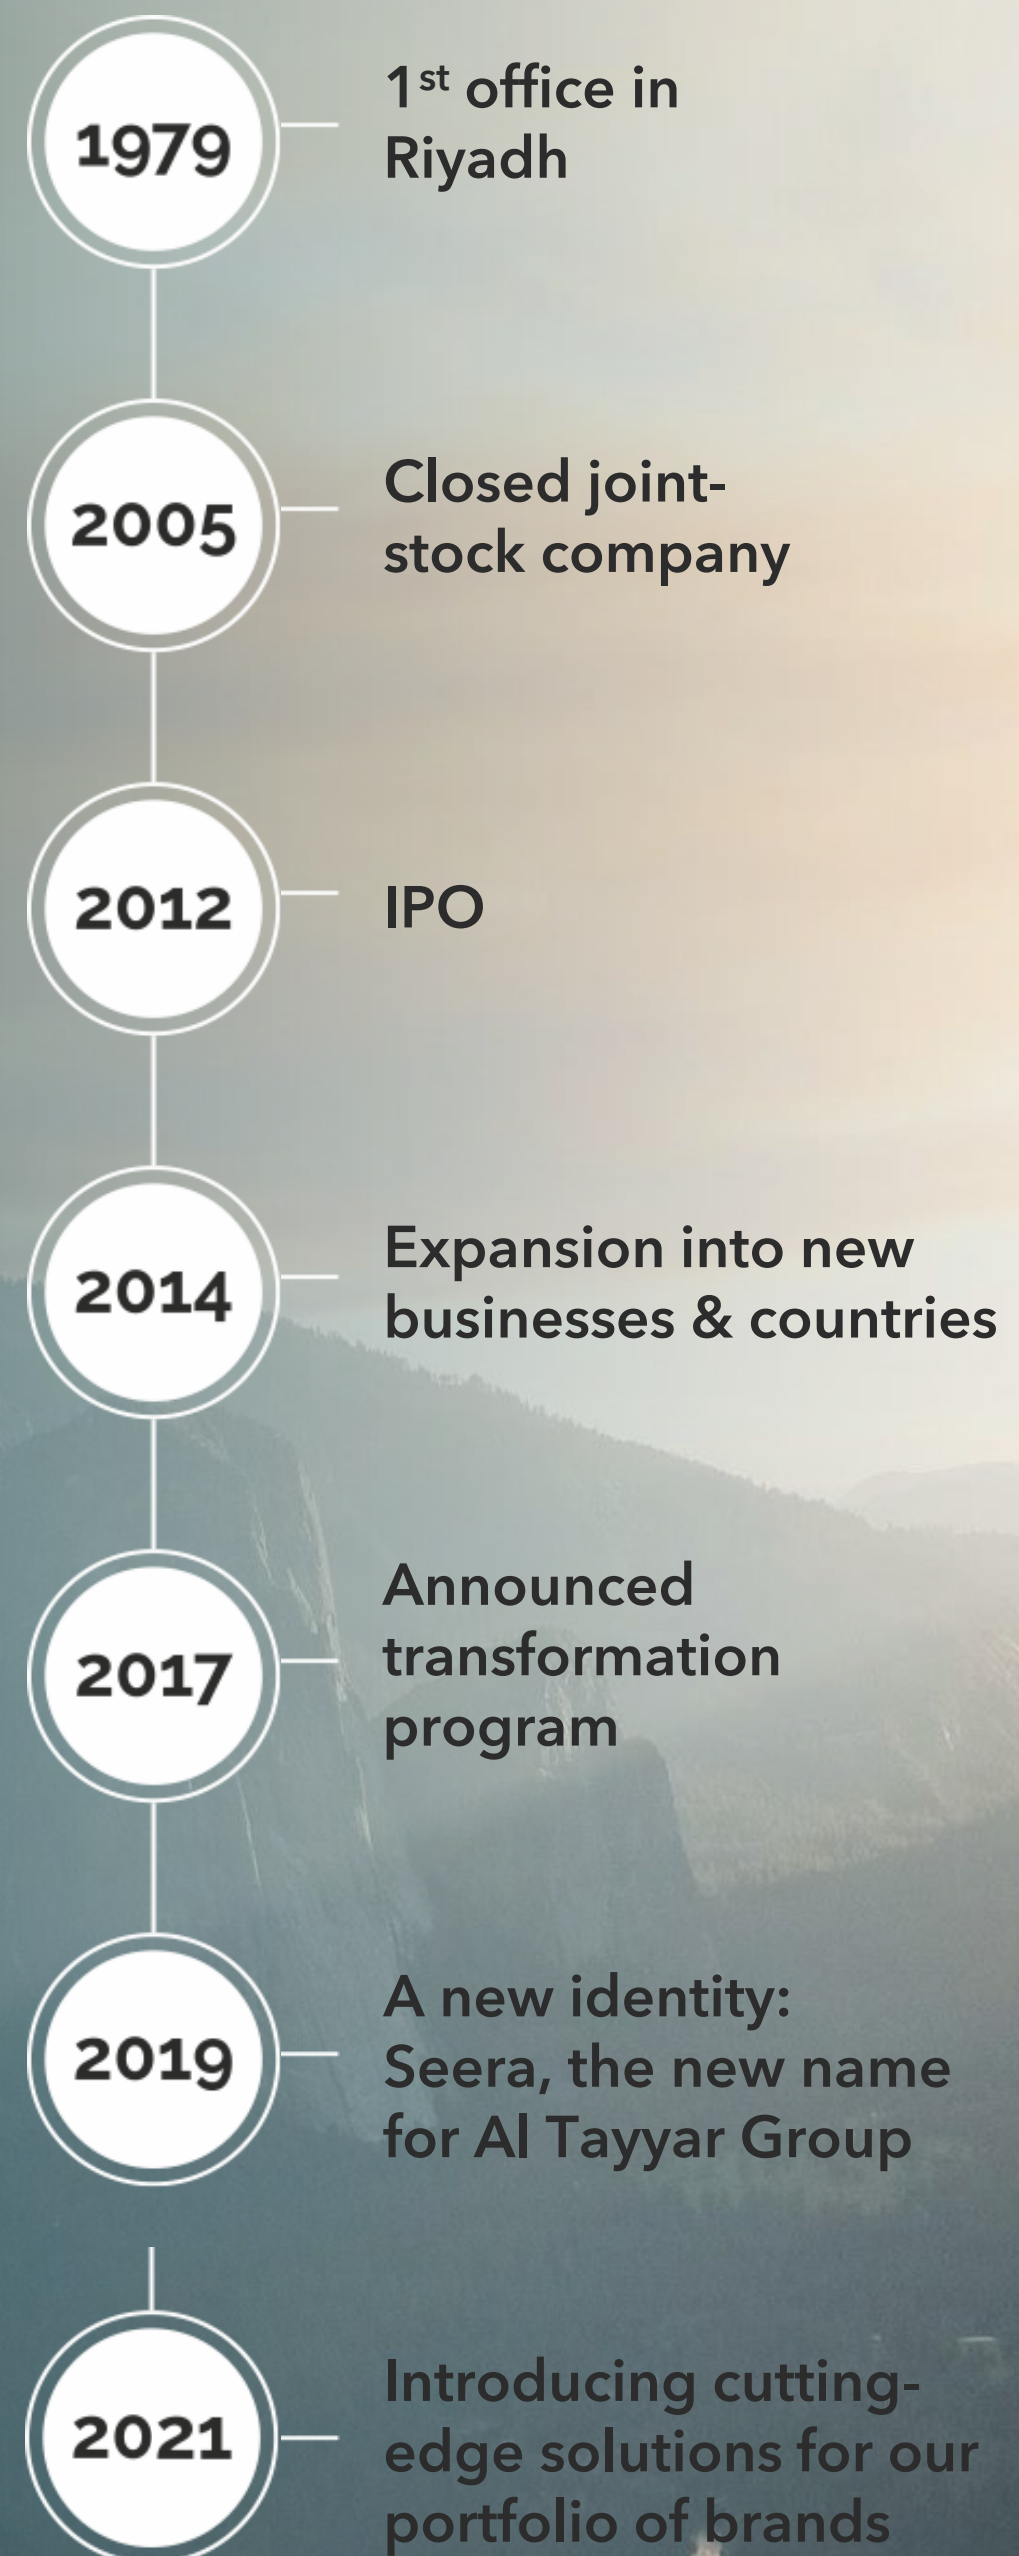 1979
1st office in
Riyadh
2005
Closed joint-
stock company
2012
IPO
2014
Expansion into new
businesses & countries
2017
Announced
transformation
program
2019
A new identity:
Seera, the new name
for Al Tayyar Group
2021
Introducing cutting-
edge solutions for our
portfolio of brands